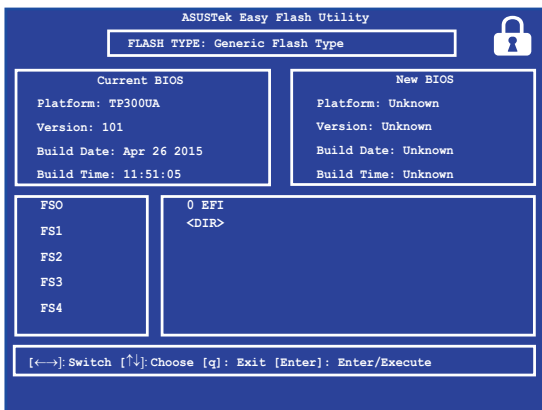 ASUSTek Easy Flash Utility
FLASH TYPE: Generic Flash Type
Current BIOS
Platform: TP300UA
Version: 101
Build Date: Apr 26 2015
Build Time: 11:51:05
New BIOS
Platform: Unknown
Version: Unknown
Build Date: Unknown
Build Time: Unknown
FSO
FS1
FS2
FS3
FS4
0 EFI
<DIR>
[←→]: Switch [↑↓]: Choose [q]: Exit [Enter]: Enter/Execute